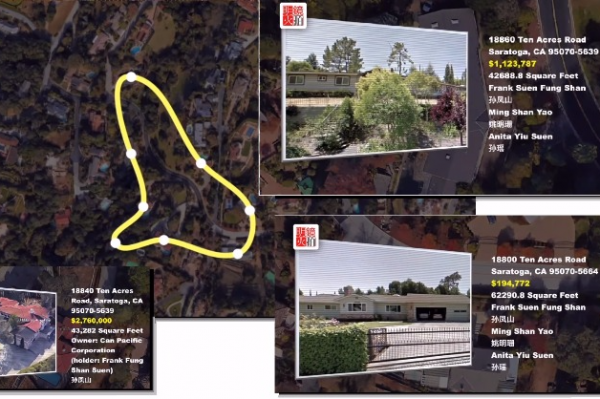 18860 Ten Acres Road
Saratoga, CA 95070-5639
$1,123,787
42688.8 Square Feet
Frank Suen Fung Shan
孙凤山
Ming Shan Yao
姚明珊
Anita Yiu Suen
孙瑶
18800 Ten Acres Road
Saratoga, CA 95070-5664
$194,772
62290.8 Square Feet
Frank Suen Fung Shan
孙凤山
Ming Shan Yao
姚明珊
Anita Yiu Suen
孙瑶
18840 Ten Acres
Road, Saratoga, CA
95070-5639
$2,760,000
43,282 Square Feet
Owner: Con Pacific
Corporation
(holder: Frank Fung
Shan Suen)
孙凤山